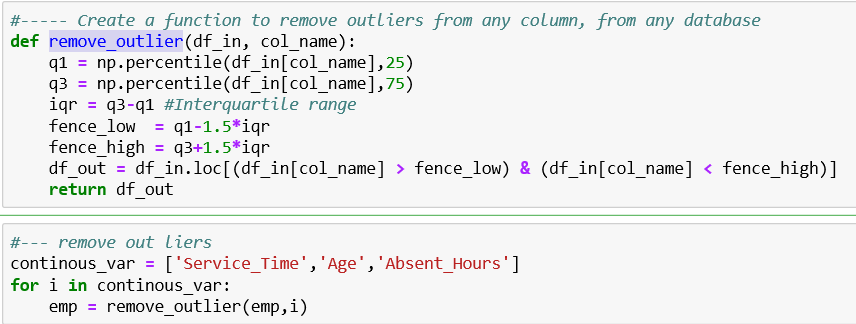 #----- Create a function to remove outliers from any column, from any database
def remove_outlier(df_in, col_name):
    q1 = np.percentile(df_in[col_name],25)
    q3 = np.percentile(df_in[col_name],75)
    iqr = q3-q1 #Interquartile range
    fence_low  = q1-1.5*iqr
    fence_high = q3+1.5*iqr
    df_out = df_in.loc[(df_in[col_name] > fence_low) & (df_in[col_name] < fence_high)]
    return df_out
#--- remove out liers
continous_var = ['Service_Time','Age','Absent_Hours']
for i in continous_var:
    emp = remove_outlier(emp,i)